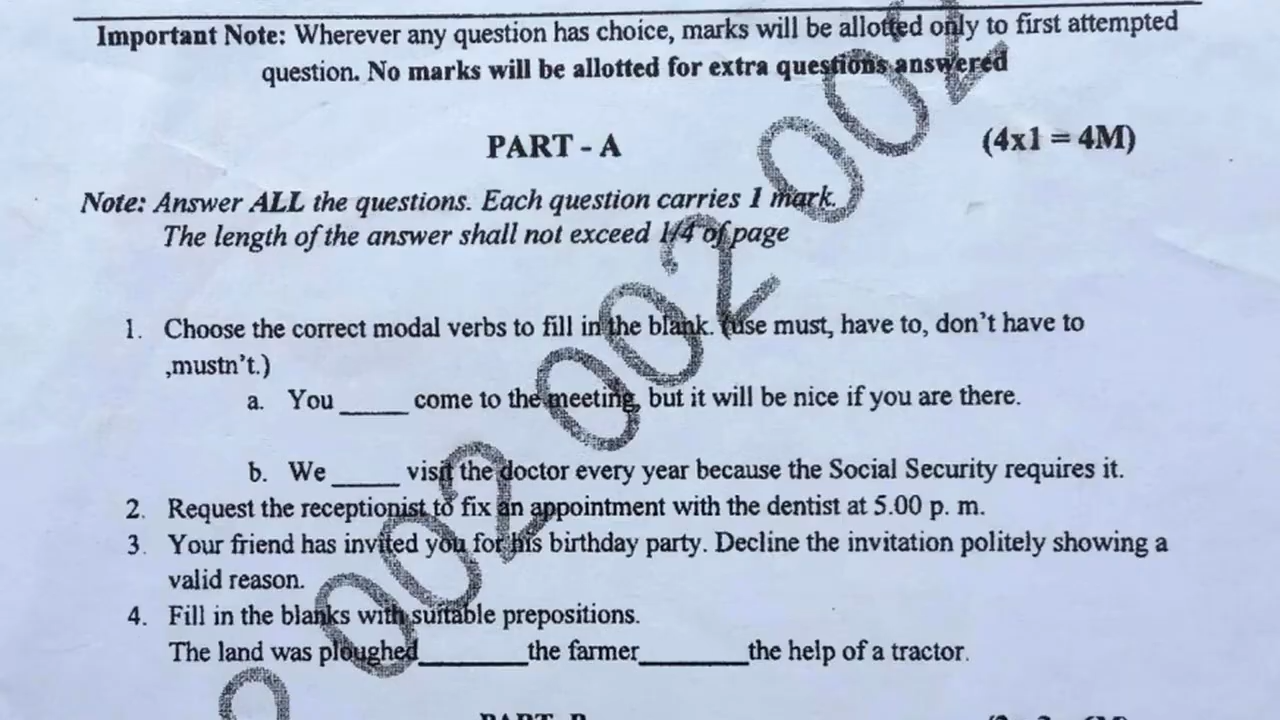 Important Note: Wherever any question has choice, marks will be allotted only to first attempted
question. No marks will be allotted for extra questions answered
PART - A (4x1 = 4M)
Note: Answer ALL the questions. Each question carries 1 mark.
The length of the answer shall not exceed 1/4 of page
1. Choose the correct modal verbs to fill in the blank. (use must, have to, don't have to
,mustn't.)
a. You _____ come to the meeting, but it will be nice if you are there.
b. We _____ visit the doctor every year because the Social Security requires it.
2. Request the receptionist to fix an appointment with the dentist at 5.00 p. m.
3. Your friend has invited you for his birthday party. Decline the invitation politely showing a
valid reason.
4. Fill in the blanks with suitable prepositions.
The land was ploughed________the farmer________the help of a tractor.
002 002 002